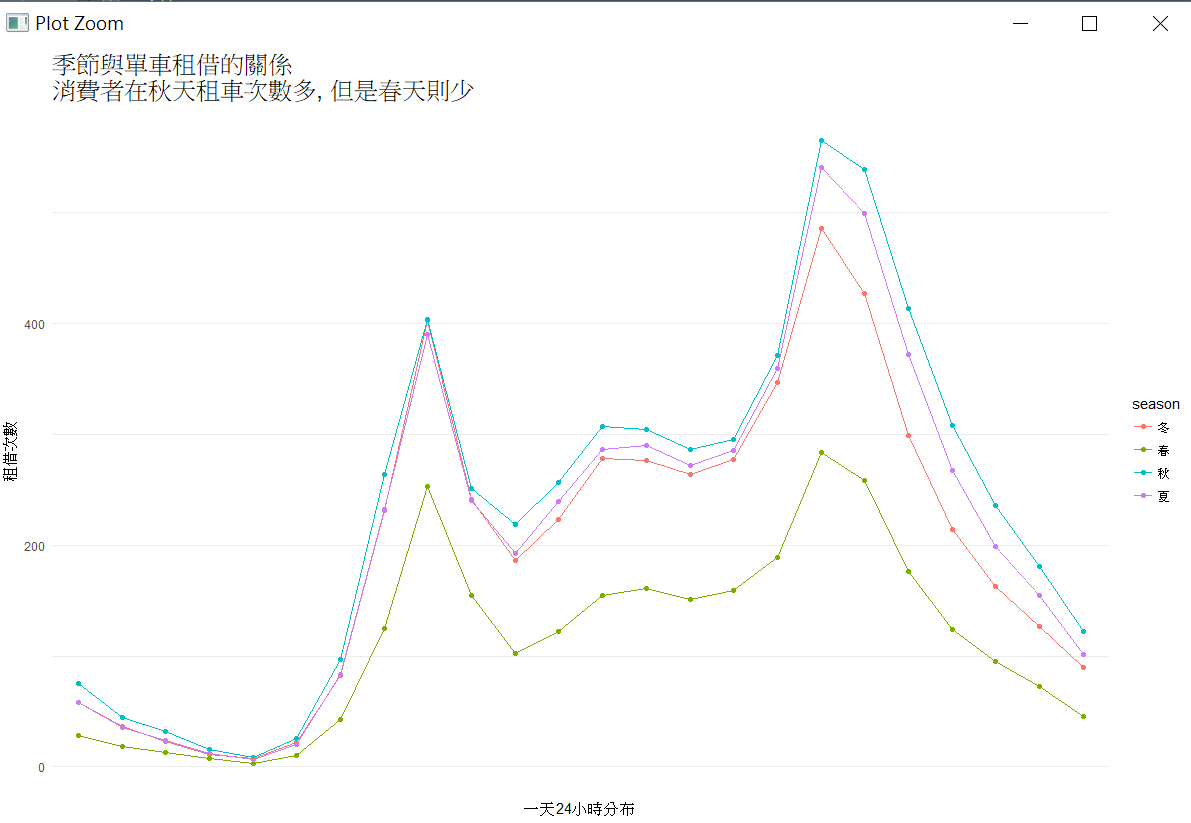 Plot Zoom
季節與單車租借的關係
消費者在秋天租車次數多, 但是春天則少
400
200
0
租借次數
一天24小時分布
season
冬
春
秋
夏